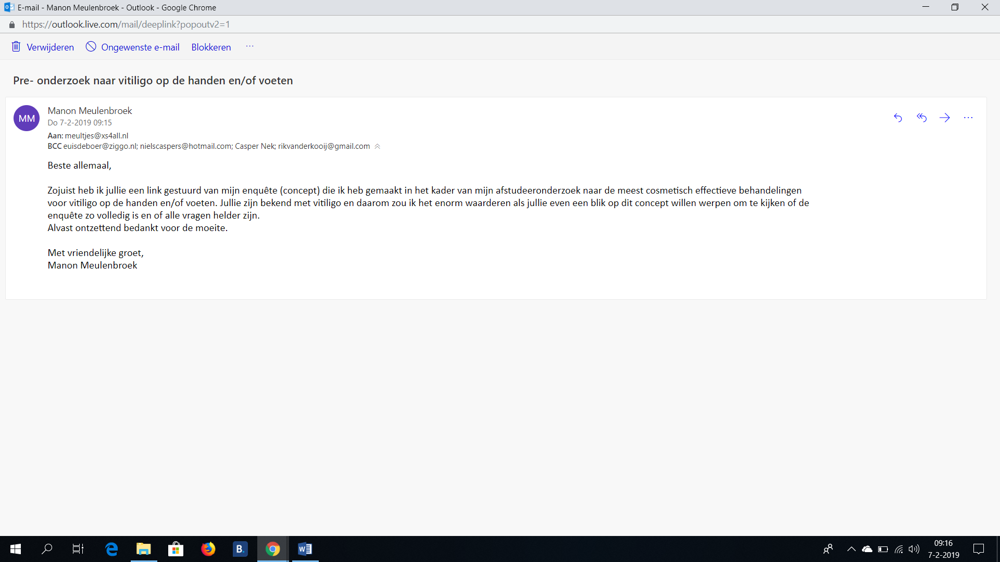 E-mail - Manon Meulenbroek - Outlook - Google Chrome
https://outlook.live.com/mail/deeplink?popoutv2=1
Verwijderen Ongewenste e-mail Blokkeren ...
Pre- onderzoek naar vitiligo op de handen en/of voeten
MM
Manon Meulenbroek
Do 7-2-2019 09:15
Aan: meultjes@xs4all.nl
BCC euisdeboer@ziggo.nl; nielscaspers@hotmail.com; Casper Nek; rikvanderkooij@gmail.com
Beste allemaal,
Zojuist heb ik jullie een link gestuurd van mijn enquête (concept) die ik heb gemaakt in het kader van mijn afstudeeronderzoek naar de meest cosmetisch effectieve behandelingen
voor vitiligo op de handen en/of voeten. Jullie zijn bekend met vitiligo en daarom zou ik het enorm waarderen als jullie even een blik op dit concept willen werpen om te kijken of de
enquête zo volledig is en of alle vragen helder zijn.
Alvast ontzettend bedankt voor de moeite.
Met vriendelijke groet,
Manon Meulenbroek
B.
09:16
7-2-2019